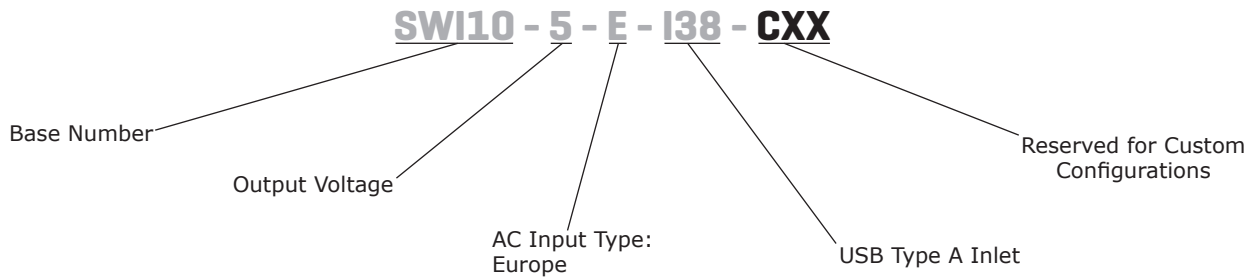 SWI10 - 5 - E - I38 - CXX
Base Number
Output Voltage
AC Input Type:
Europe
USB Type A Inlet
Reserved for Custom
Configurations